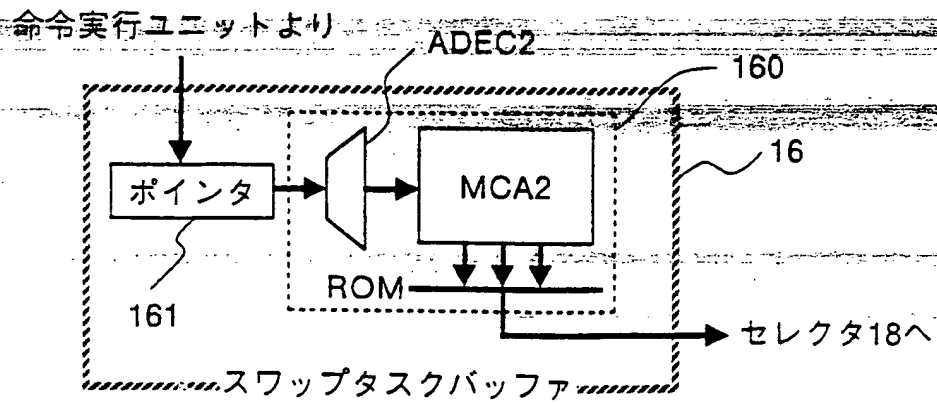 命令実行ユニットより
ADEC2
160
16
ポインタ
MCA2
ROM
161
セレクタ18へ
スワップタスクバッファ